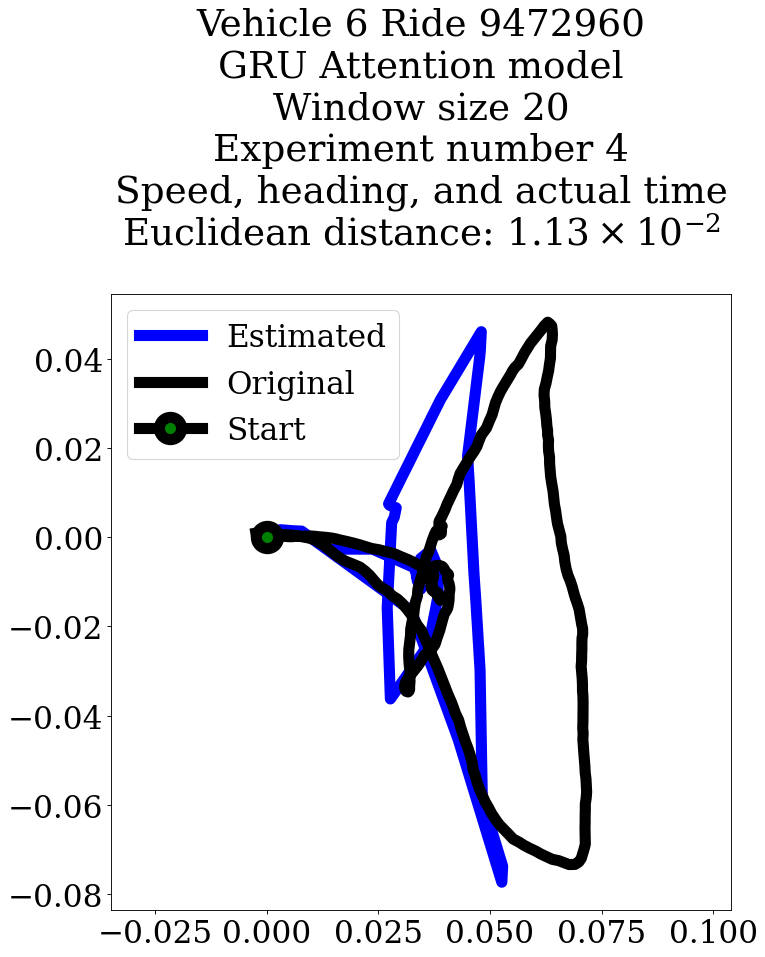 Vehicle 6 Ride 9472960
GRU Attention model
Window size 20
Experiment number 4
Speed, heading, and actual time
Euclidean distance: 1.13 × 10⁻²
Estimated
Original
Start
0.04
0.02
0.00
−0.02
−0.04
−0.06
−0.08
−0.025 0.000 0.025 0.050 0.075 0.100